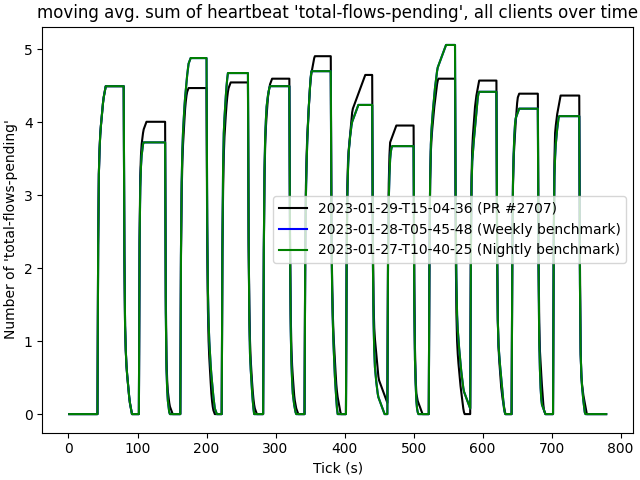 moving avg. sum of heartbeat 'total-flows-pending', all clients over time
Number of 'total-flows-pending'
5
4
3
2
1
0
2023-01-29-T15-04-36 (PR #2707)
2023-01-28-T05-45-48 (Weekly benchmark)
2023-01-27-T10-40-25 (Nightly benchmark)
0 100 200 300 400 500 600 700 800
Tick (s)